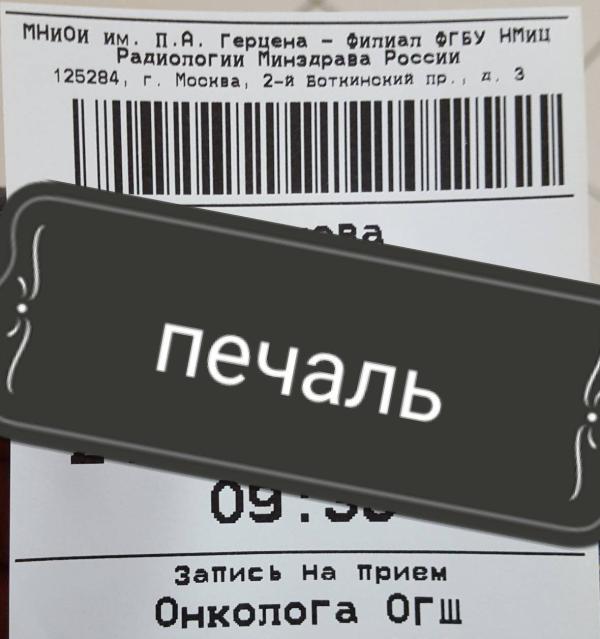 МНиОи им. П.А. Герцена - Филиал ФГБУ НМиЦ
Радиологии Минздрава России
125284, г. Москва, 2-й Боткинский пр., д. 3
печаль
Запись на прием
Онколога ОГШ